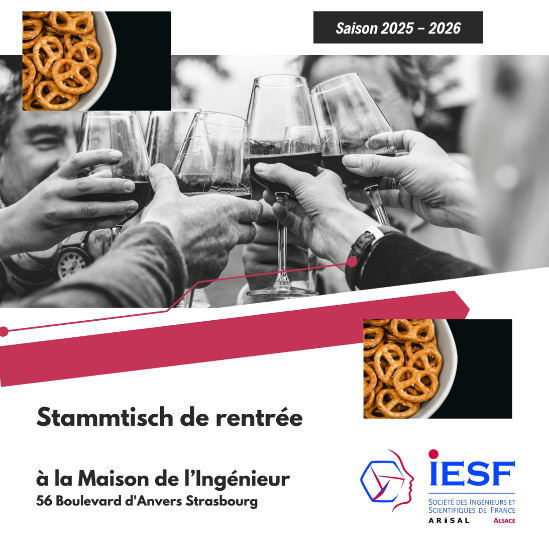 Saison 2025 – 2026
Stammtisch de rentrée
à la Maison de l'Ingénieur
56 Boulevard d'Anvers Strasbourg
iESF
SOCIÉTÉ DES INGÉNIEURS ET
SCIENTIFIQUES DE FRANCE
ARiSAL ALSACE